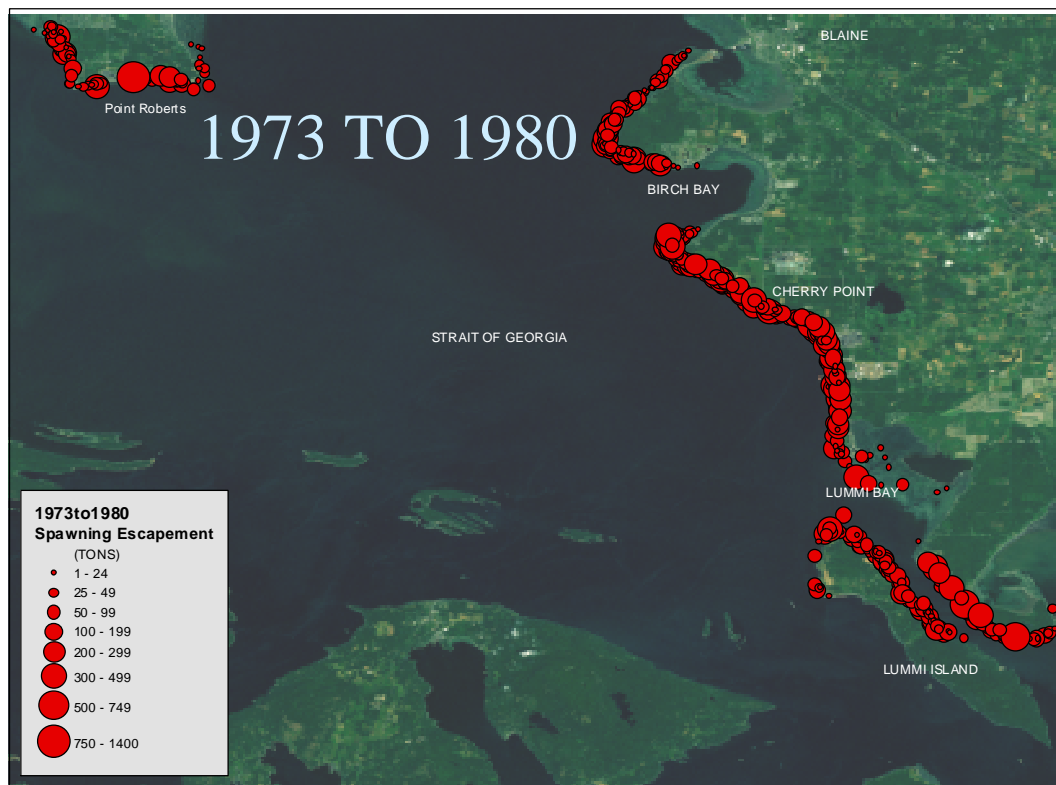 BLAINE
Point Roberts
1973 TO 1980
BIRCH BAY
CHERRY POINT
STRAIT OF GEORGIA
LUMMI BAY
LUMMI ISLAND
1973to1980
Spawning Escapement
(TONS)
1 - 24
25 - 49
50 - 99
100 - 199
200 - 299
300 - 499
500 - 749
750 - 1400